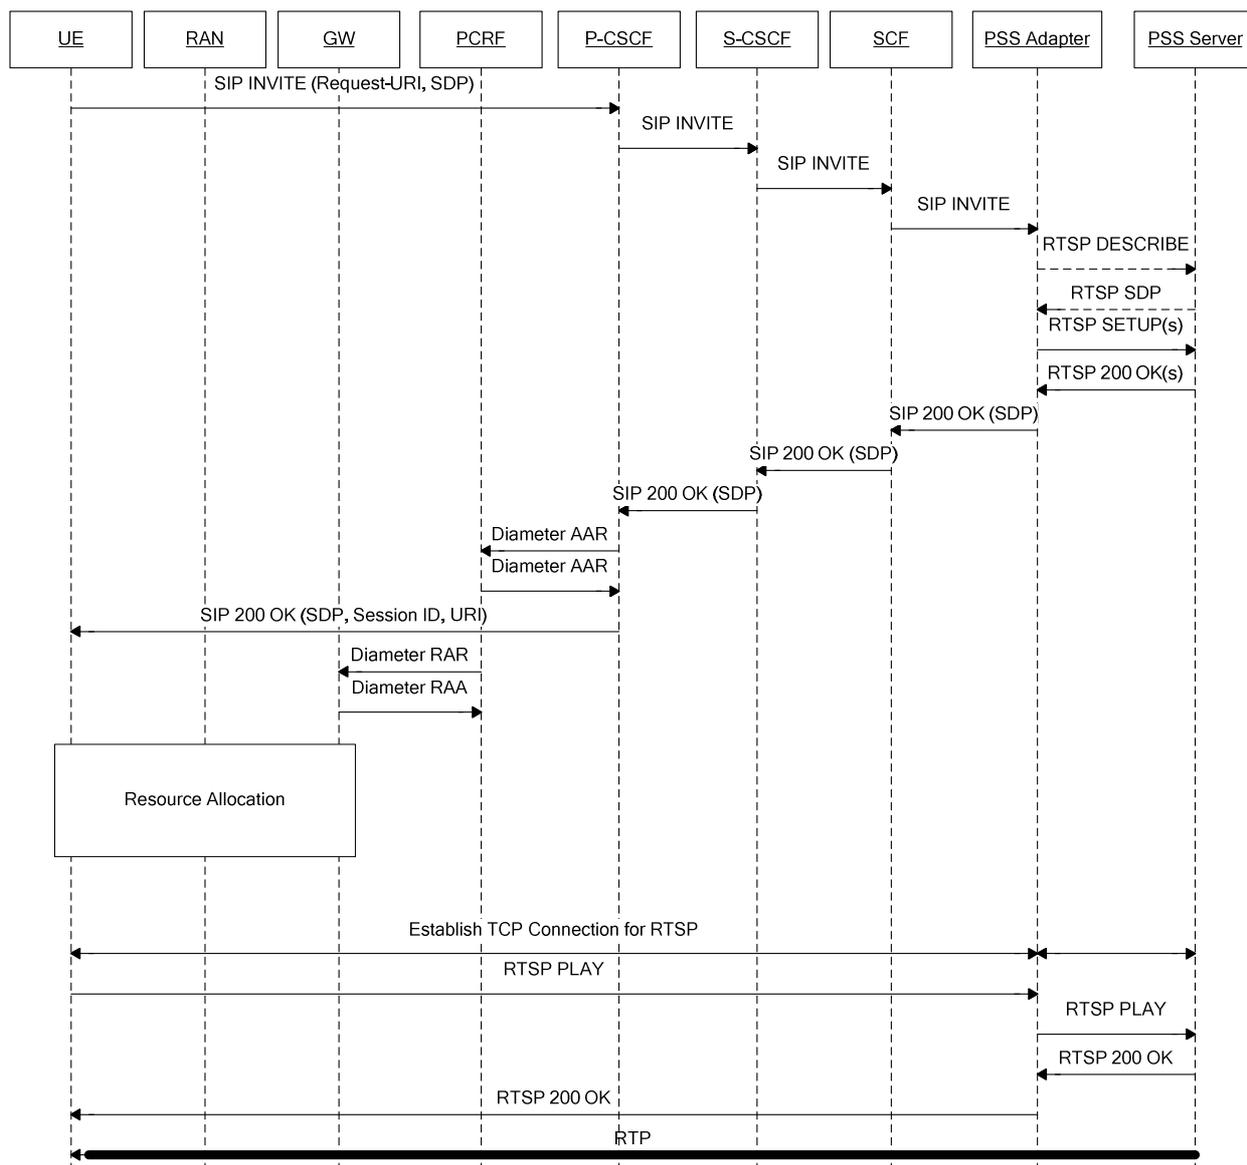 UE RAN GW PCRF P-CSCF S-CSCF SCF PSS Adapter PSS Server
SIP INVITE (Request-URI, SDP)
SIP INVITE
SIP INVITE
SIP INVITE
RTSP DESCRIBE
RTSP SDP
RTSP SETUP(s)
RTSP 200 OK(s)
SIP 200 OK (SDP)
SIP 200 OK (SDP)
SIP 200 OK (SDP)
Diameter AAR
Diameter AAR
SIP 200 OK (SDP, Session ID, URI)
Diameter RAR
Diameter RAA
Resource Allocation
Establish TCP Connection for RTSP
RTSP PLAY
RTSP PLAY
RTSP 200 OK
RTSP 200 OK
RTP